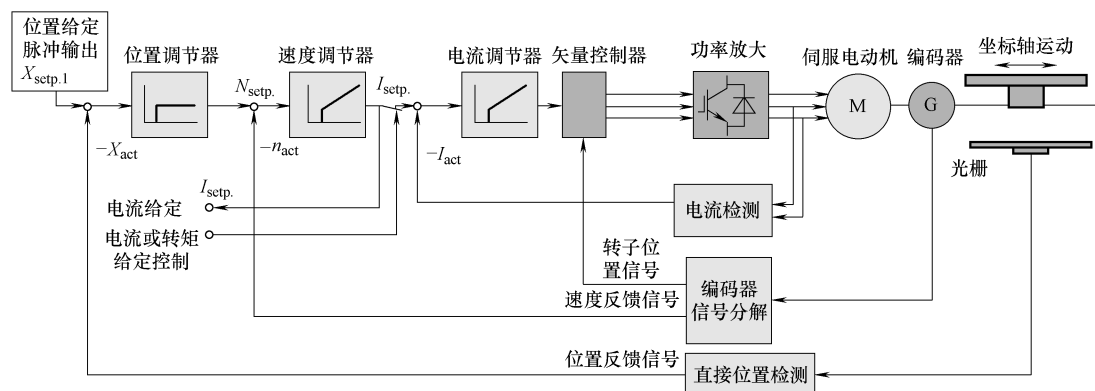 位置给定
脉冲输出
Xsetp.1
位置调节器
速度调节器
电流调节器
矢量控制器
功率放大
伺服电动机
编码器
坐标轴运动
Nsetp.
Isetp.
M
G
−Xact
−nact
−Iact
光栅
Isetp.
电流给定
电流检测
电流或转矩
给定控制
转子位
置信号
速度反馈信号
编码器
信号分解
位置反馈信号
直接位置检测